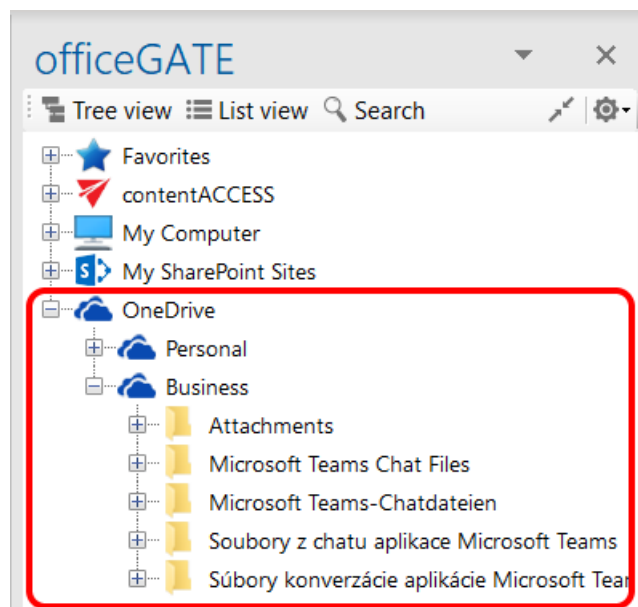 officeGATE
Tree view List view Search
Favorites
contentACCESS
My Computer
S My SharePoint Sites
OneDrive
Personal
Business
Attachments
Microsoft Teams Chat Files
Microsoft Teams-Chatdateien
Soubory z chatu aplikace Microsoft Teams
Súbory konverzácie aplikácie Microsoft